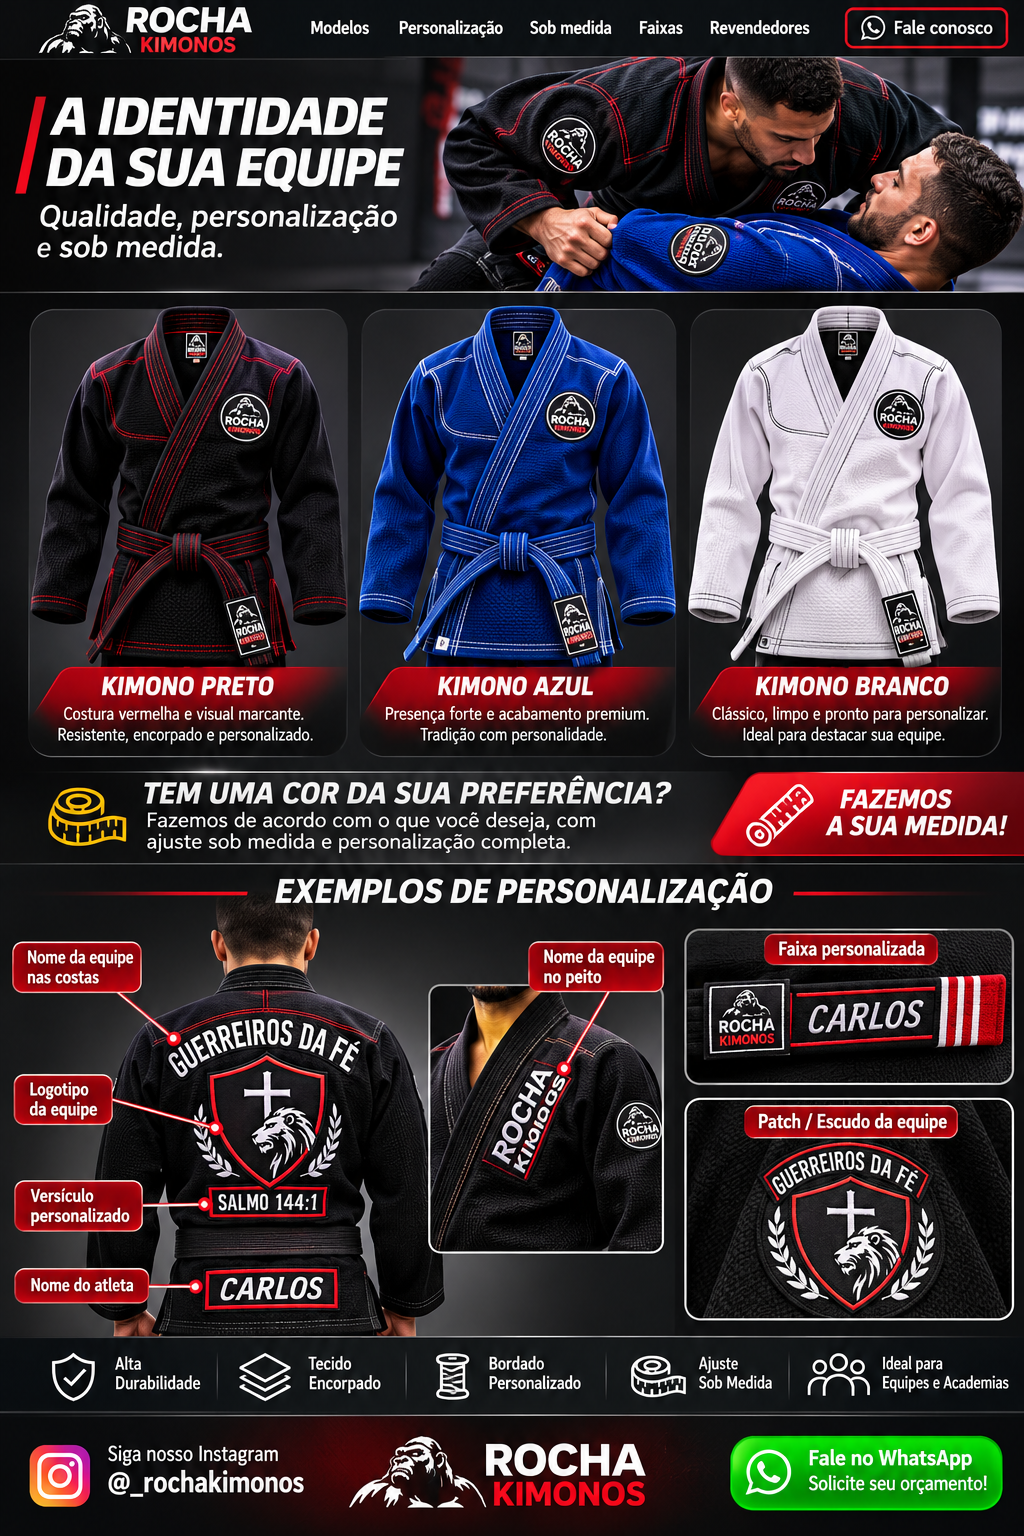 ROCHA
KIMONOS
Modelos
Personalização
Sob medida
Faixas
Revendedores
Fale conosco
A IDENTIDADE
DA SUA EQUIPE
Qualidade, personalização
e sob medida.
ROCHA
ROCHA
ROCHA
ROCHA
ROCHA
ROCHA
ROCHA
ROCHA
KIMONO PRETO
Costura vermelha e visual marcante.
Resistente, encorpado e personalizado.
KIMONO AZUL
Presença forte e acabamento premium.
Tradição com personalidade.
KIMONO BRANCO
Clássico, limpo e pronto para personalizar.
Ideal para destacar sua equipe.
TEM UMA COR DA SUA PREFERÊNCIA?
Fazemos de acordo com o que você deseja, com
ajuste sob medida e personalização completa.
FAZEMOS
A SUA MEDIDA!
EXEMPLOS DE PERSONALIZAÇÃO
Nome da equipe
nas costas
Logotipo
da equipe
Versículo
personalizado
Nome do atleta
GUERREIROS DA FÉ
SALMO 144:1
CARLOS
Nome da equipe
no peito
ROCHA
ROCHA
Faixa personalizada
ROCHA
KIMONOS
CARLOS
Patch / Escudo da equipe
GUERREIROS DA FÉ
Alta
Durabilidade
Tecido
Encorpado
Bordado
Personalizado
Ajuste
Sob Medida
Ideal para
Equipes e Academias
Siga nosso Instagram
@_rochakimonos
ROCHA
KIMONOS
Fale no WhatsApp
Solicite seu orçamento!